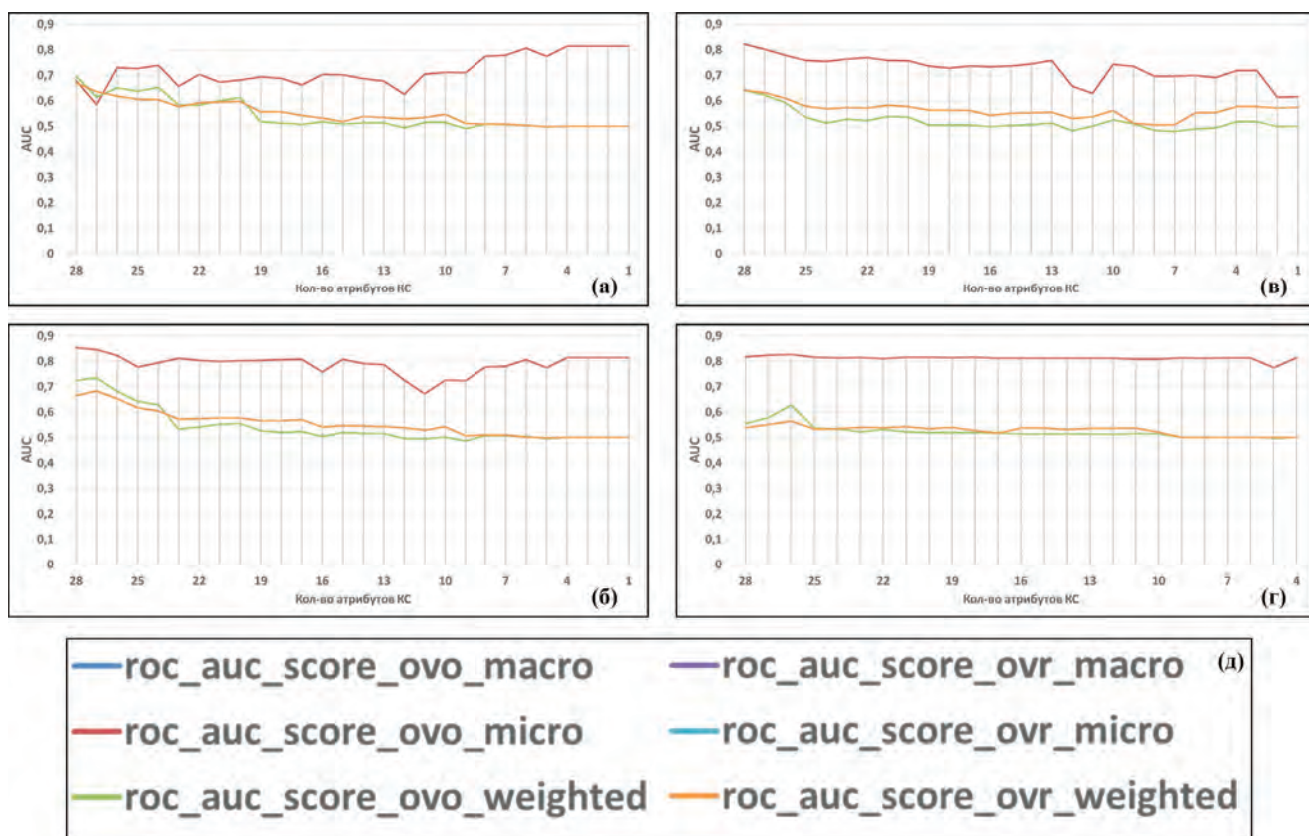 0,9
0,8
0,7
0,6
0,5
0,4
0,3
0,2
0,1
0
AUC
28 25 22 19 16 13 10 7 4 1
Кол-во атрибутов КС
(а)
0,9
0,8
0,7
0,6
0,5
0,4
0,3
0,2
0,1
0
AUC
28 25 22 19 16 13 10 7 4 1
Кол-во атрибутов КС
(в)
0,9
0,8
0,7
0,6
0,5
0,4
0,3
0,2
0,1
0
AUC
28 25 22 19 16 13 10 7 4 1
Кол-во атрибутов КС
(б)
0,9
0,8
0,7
0,6
0,5
0,4
0,3
0,2
0,1
0
AUC
28 25 22 19 16 13 10 7 4
Кол-во атрибутов КС
(г)
roc_auc_score_ovo_macro roc_auc_score_ovr_macro (д)
roc_auc_score_ovo_micro roc_auc_score_ovr_micro
roc_auc_score_ovo_weighted roc_auc_score_ovr_weighted